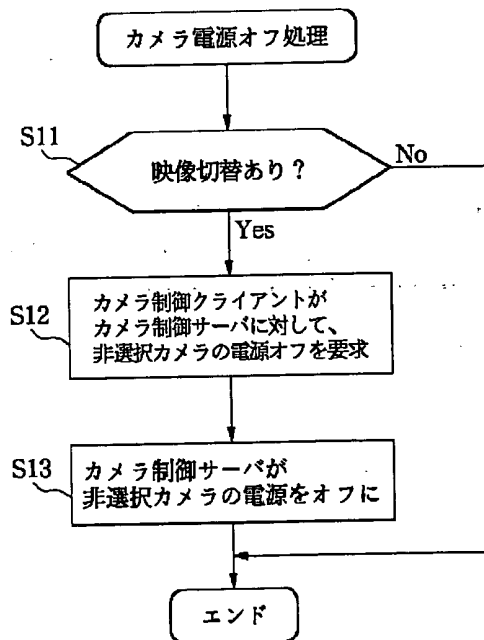 カメラ電源オフ処理
S11
映像切替あり？
No
Yes
S12
カメラ制御クライアントが
カメラ制御サーバに対して、
非選択カメラの電源オフを要求
S13
カメラ制御サーバが
非選択カメラの電源をオフに
エンド